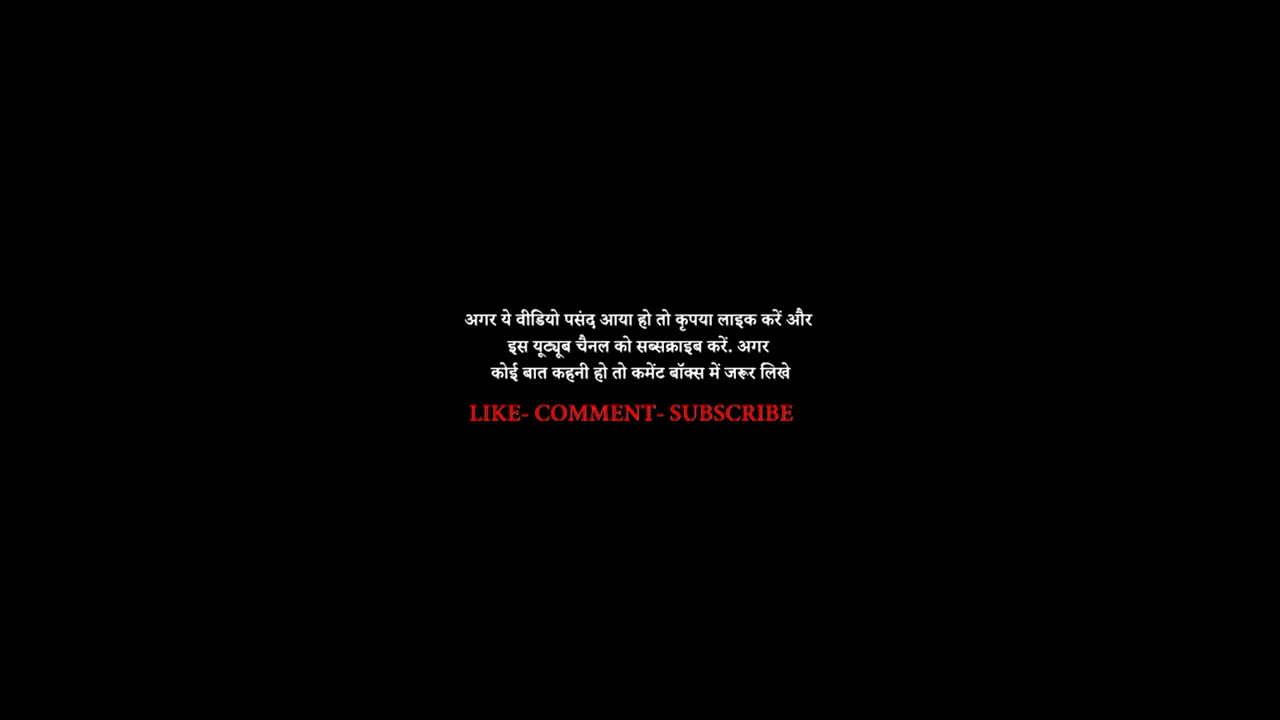 अगर ये वीडियो पसंद आया हो तो कृपया लाइक करें और
इस यूट्यूब चैनल को सब्सक्राइब करें. अगर
कोई बात कहनी हो तो कमेंट बॉक्स में जरूर लिखे
LIKE- COMMENT- SUBSCRIBE